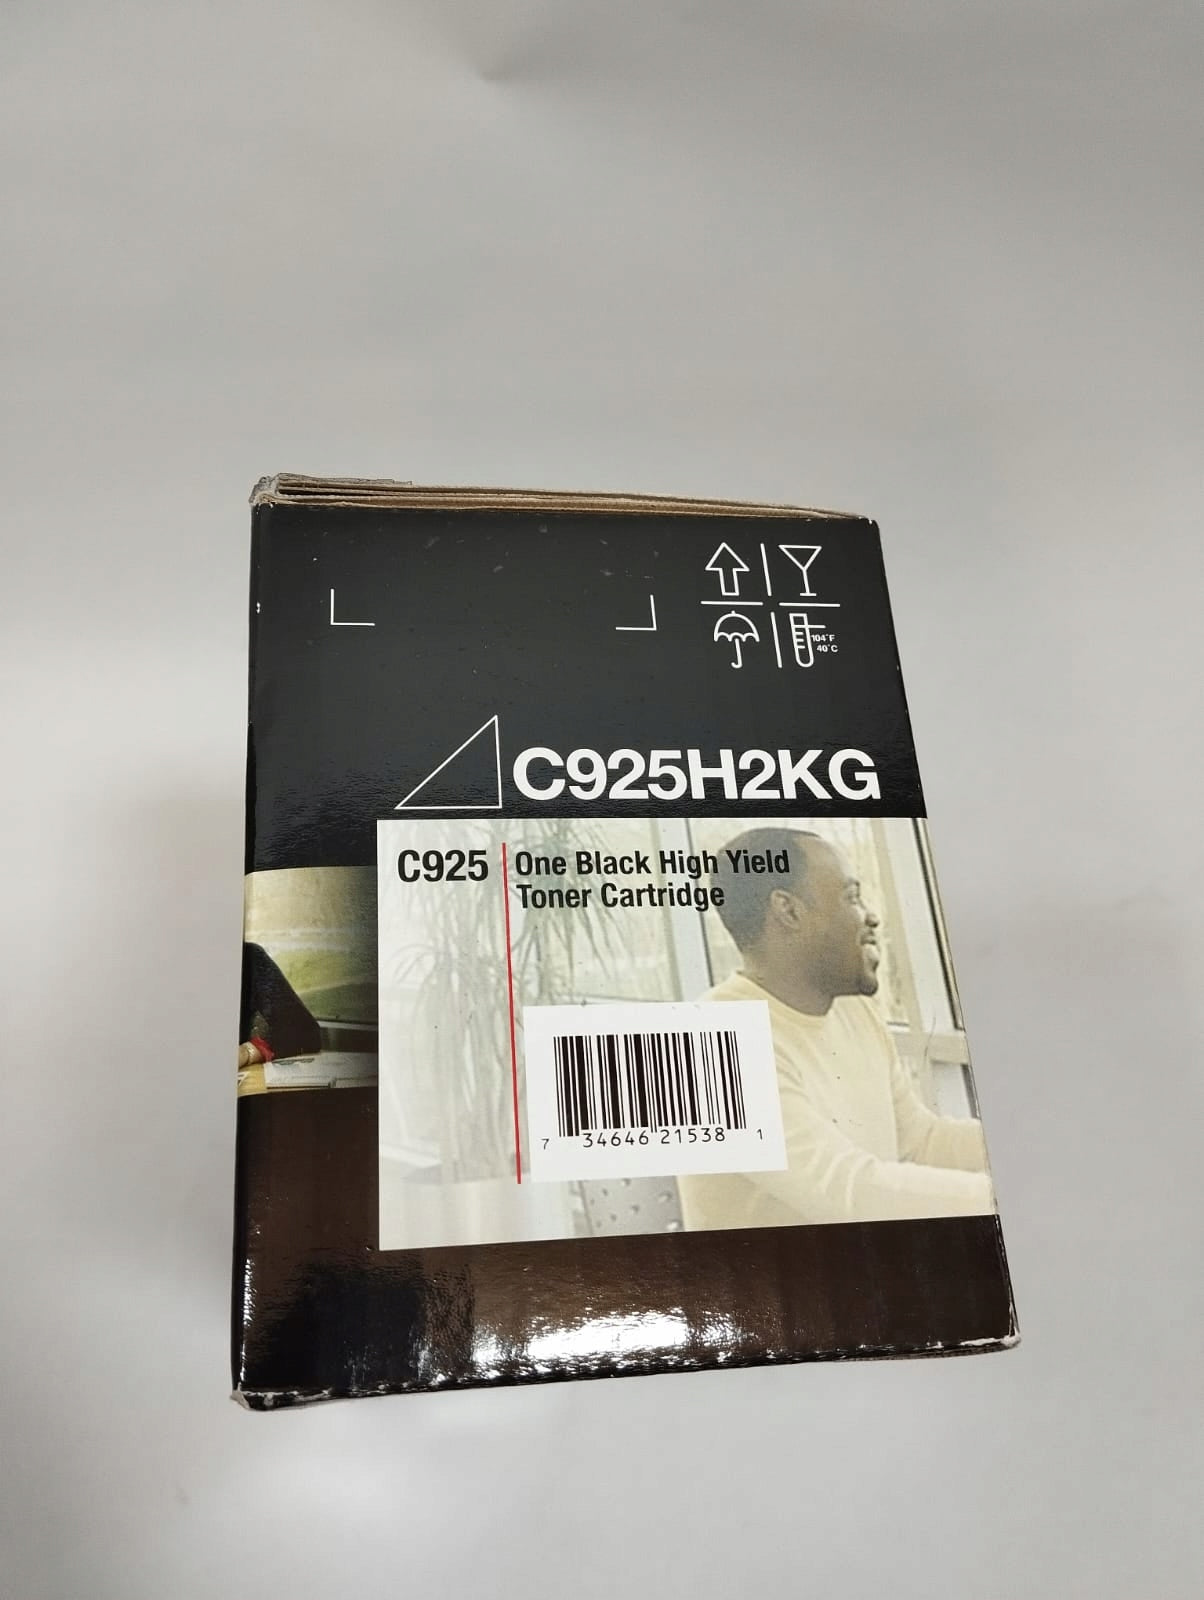 104°F
40°C
C925H2KG
C925
One Black High Yield
Toner Cartridge
7 34646 21538 1